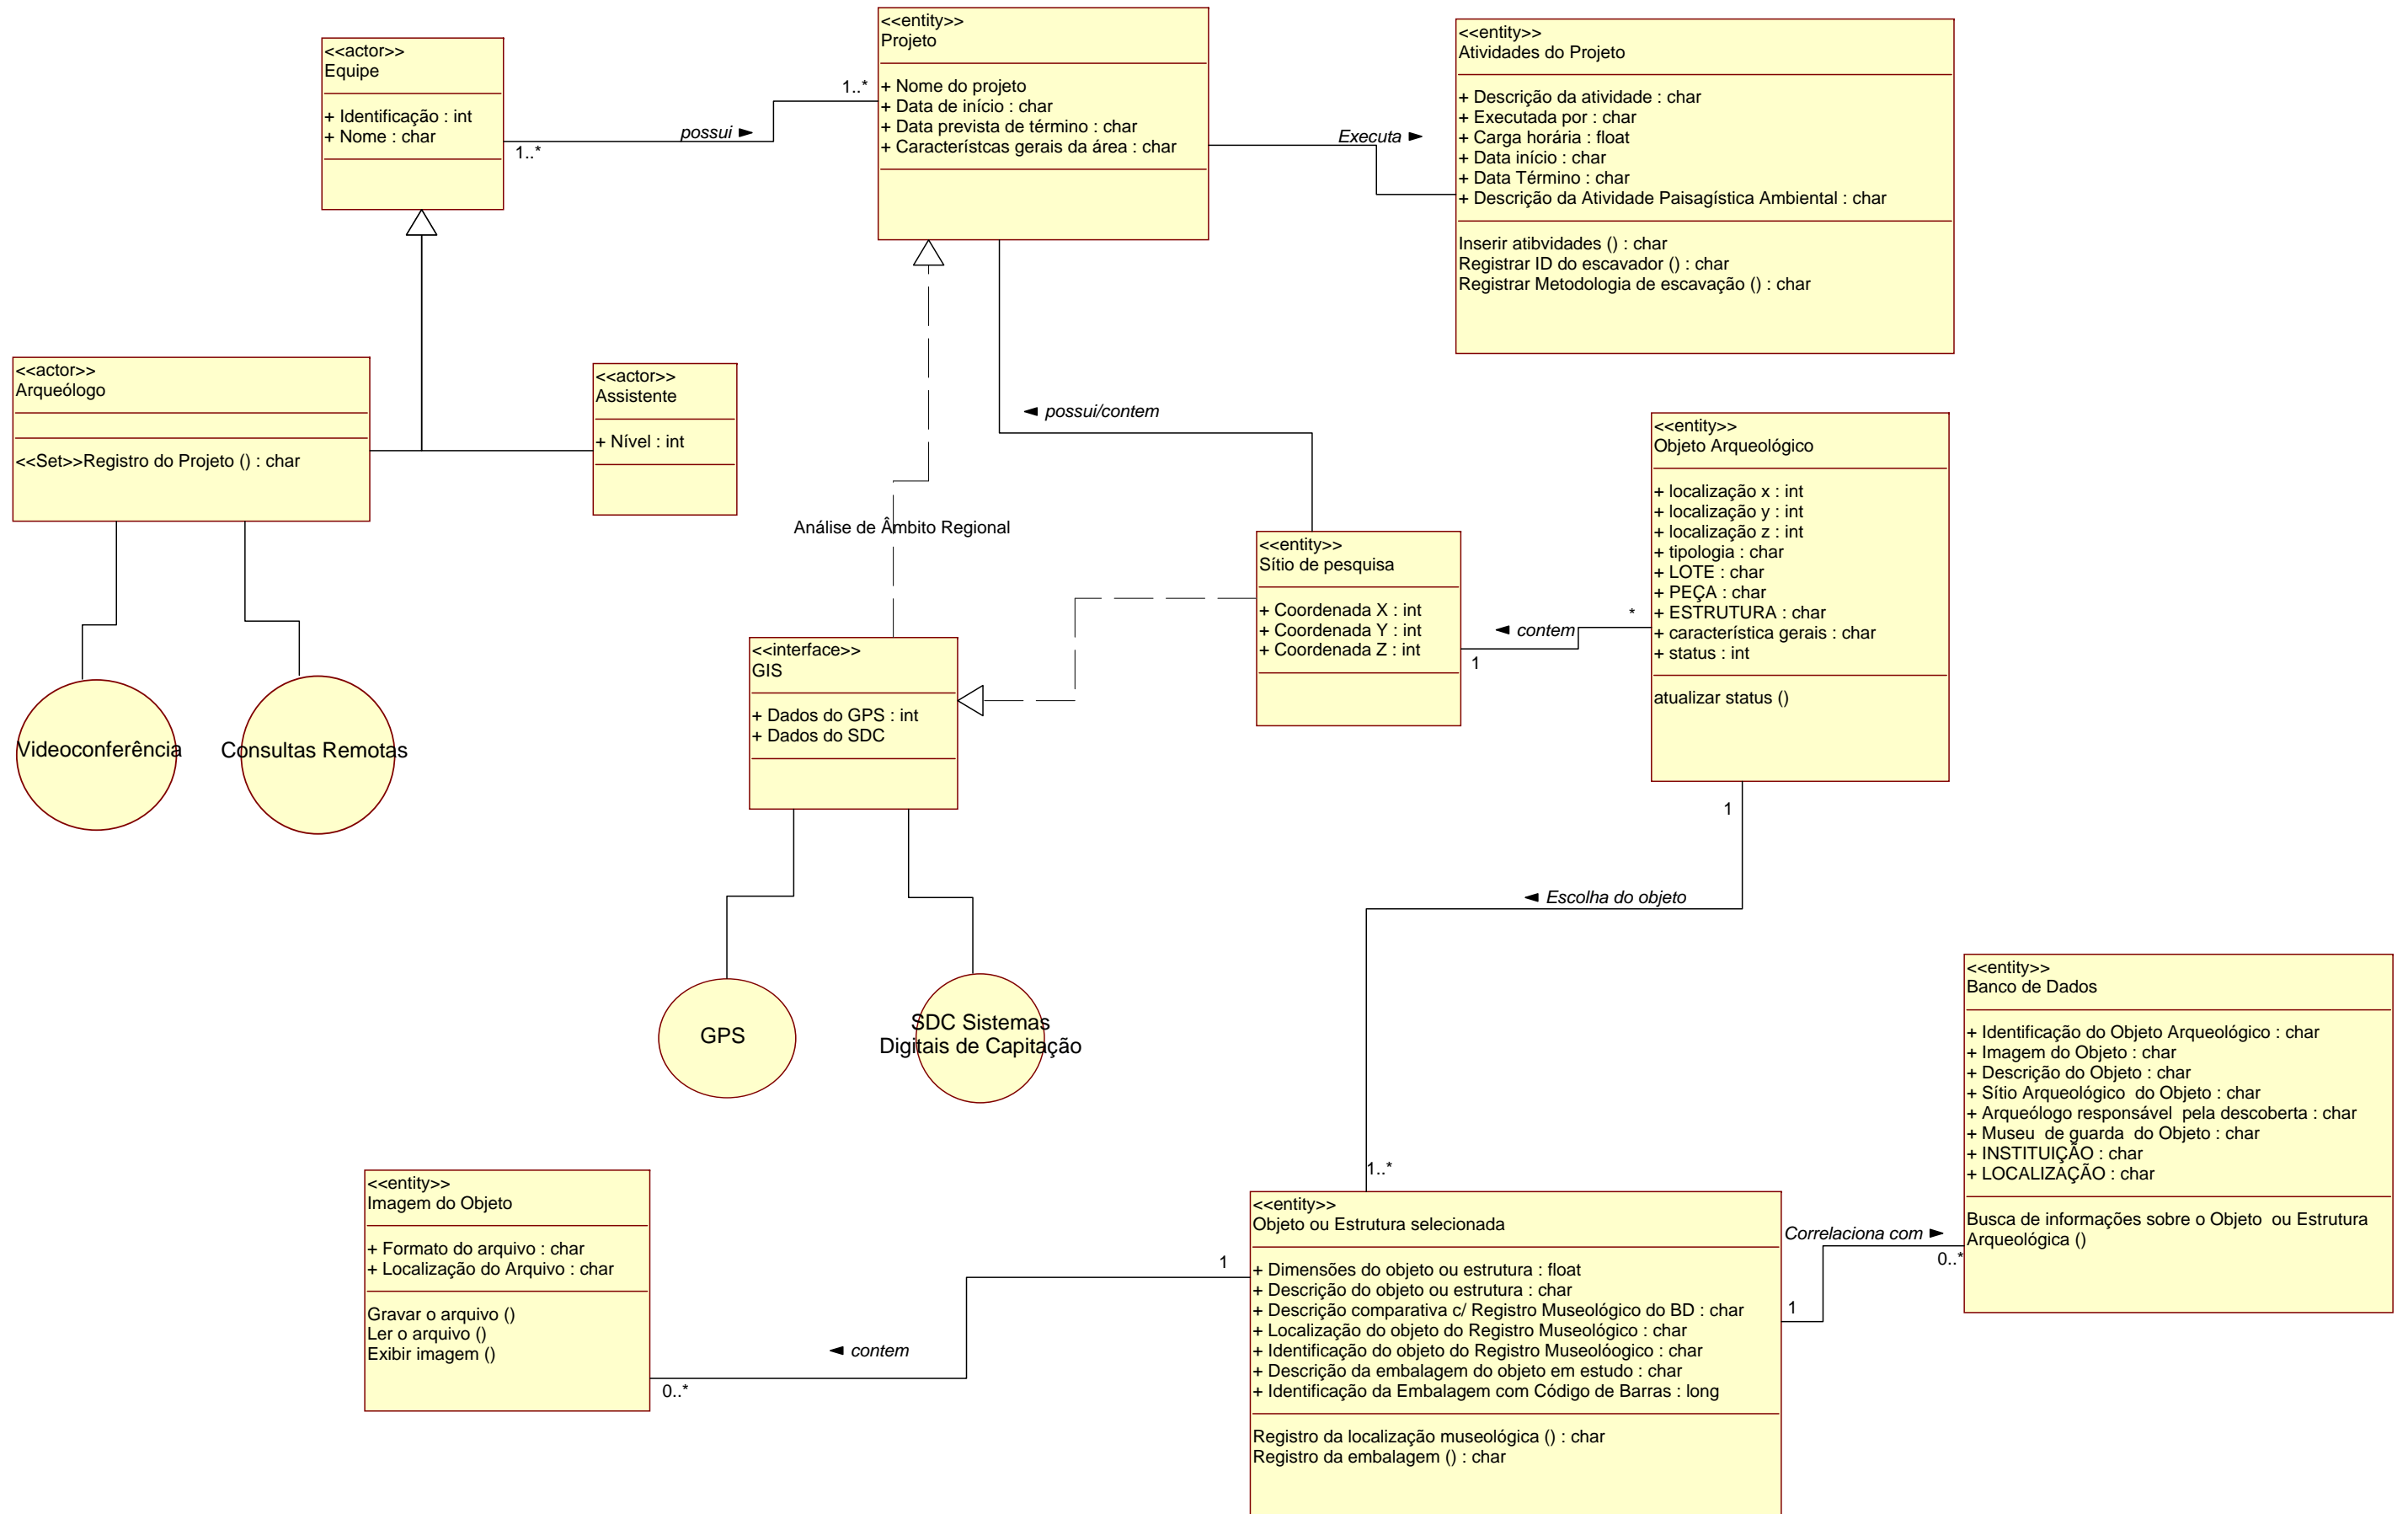 <<actor>>
Equipe
+ Identificação : int
+ Nome : char
1..*
possui ►
1..*
<<entity>>
Projeto
+ Nome do projeto
+ Data de início : char
+ Data prevista de término : char
+ Característcas gerais da área : char
Executa ►
<<entity>>
Atividades do Projeto
+ Descrição da atividade : char
+ Executada por : char
+ Carga horária : float
+ Data início : char
+ Data Término : char
+ Descrição da Atividade Paisagística Ambiental : char
Inserir atibvidades () : char
Registrar ID do escavador () : char
Registrar Metodologia de escavação () : char
<<actor>>
Arqueólogo
<<Set>>Registro do Projeto () : char
<<actor>>
Assistente
+ Nível : int
◄ possui/contem
Análise de Âmbito Regional
<<entity>>
Sítio de pesquisa
+ Coordenada X : int
+ Coordenada Y : int
+ Coordenada Z : int
1
◄ contem
*
<<entity>>
Objeto Arqueológico
+ localização x : int
+ localização y : int
+ localização z : int
+ tipologia : char
+ LOTE : char
+ PEÇA : char
+ ESTRUTURA : char
+ característica gerais : char
+ status : int
atualizar status ()
1
Videoconferência
Consultas Remotas
<<interface>>
GIS
+ Dados do GPS : int
+ Dados do SDC
GPS
SDC Sistemas
Digitais de Capitação
◄ Escolha do objeto
1..*
<<entity>>
Banco de Dados
+ Identificação do Objeto Arqueológico : char
+ Imagem do Objeto : char
+ Descrição do Objeto : char
+ Sítio Arqueológico  do Objeto : char
+ Arqueólogo responsável  pela descoberta : char
+ Museu  de guarda  do Objeto : char
+ INSTITUIÇÃO : char
+ LOCALIZAÇÃO : char
Busca de informações sobre o Objeto  ou Estrutura
Arqueológica ()
<<entity>>
Imagem do Objeto
+ Formato do arquivo : char
+ Localização do Arquivo : char
Gravar o arquivo ()
Ler o arquivo ()
Exibir imagem ()
0..*
◄ contem
1
<<entity>>
Objeto ou Estrutura selecionada
+ Dimensões do objeto ou estrutura : float
+ Descrição do objeto ou estrutura : char
+ Descrição comparativa c/ Registro Museológico do BD : char
+ Localização do objeto do Registro Museológico : char
+ Identificação do objeto do Registro Museolóogico : char
+ Descrição da embalagem do objeto em estudo : char
+ Identificação da Embalagem com Código de Barras : long
Registro da localização museológica () : char
Registro da embalagem () : char
Correlaciona com ►
0..*
1